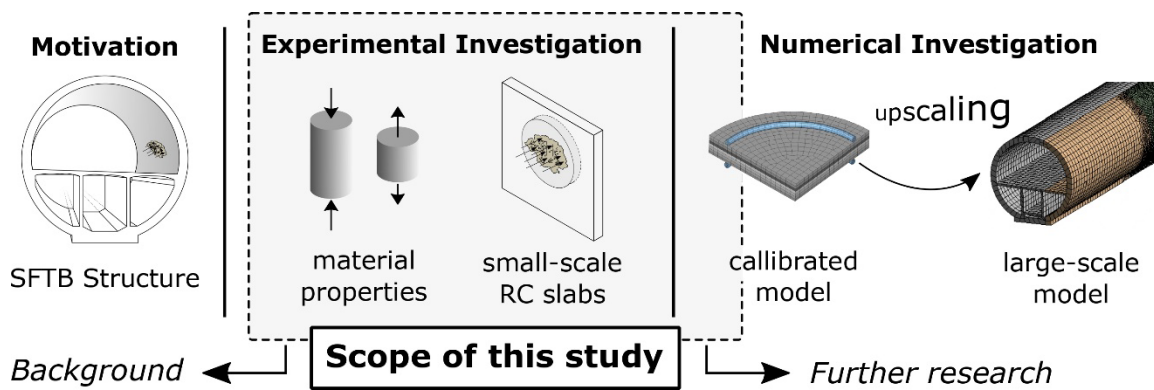 Motivation
SFTB Structure
Experimental Investigation
material
properties
small-scale
RC slabs
Numerical Investigation
upscaling
callibrated
model
large-scale
model
Background
Scope of this study
Further research